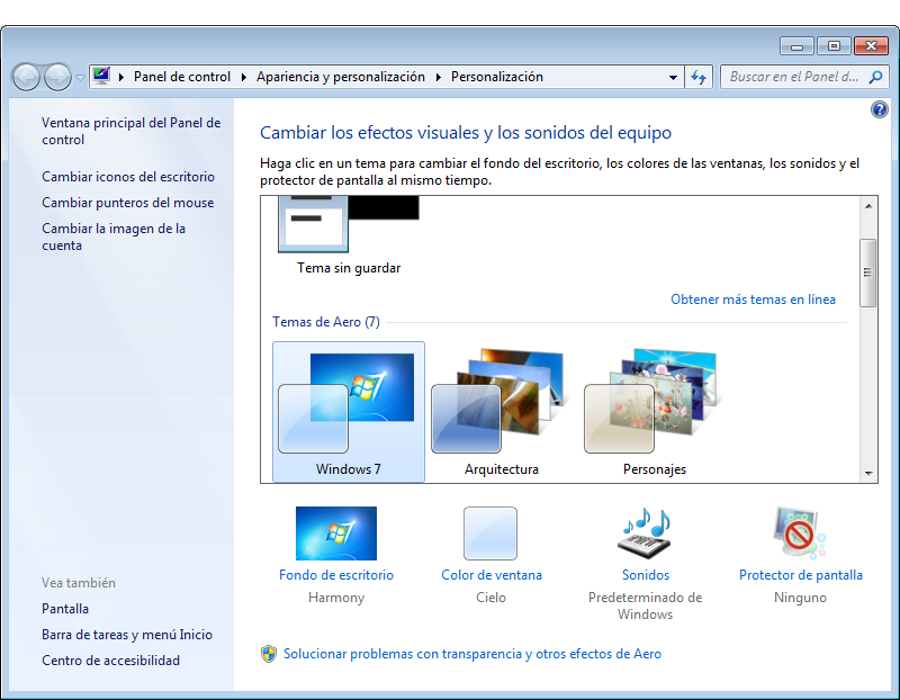 Panel de control
Apariencia y personalización
Personalización
Buscar en el Panel d...
Ventana principal del Panel de
control
Cambiar iconos del escritorio
Cambiar punteros del mouse
Cambiar la imagen de la
cuenta
Vea también
Pantalla
Barra de tareas y menú Inicio
Centro de accesibilidad
Cambiar los efectos visuales y los sonidos del equipo
Haga clic en un tema para cambiar el fondo del escritorio, los colores de las ventanas, los sonidos y el
protector de pantalla al mismo tiempo.
Tema sin guardar
Obtener más temas en línea
Temas de Aero (7)
Windows 7
Arquitectura
Personajes
Fondo de escritorio
Harmony
Color de ventana
Cielo
Sonidos
Predeterminado de
Windows
Protector de pantalla
Ninguno
Solucionar problemas con transparencia y otros efectos de Aero